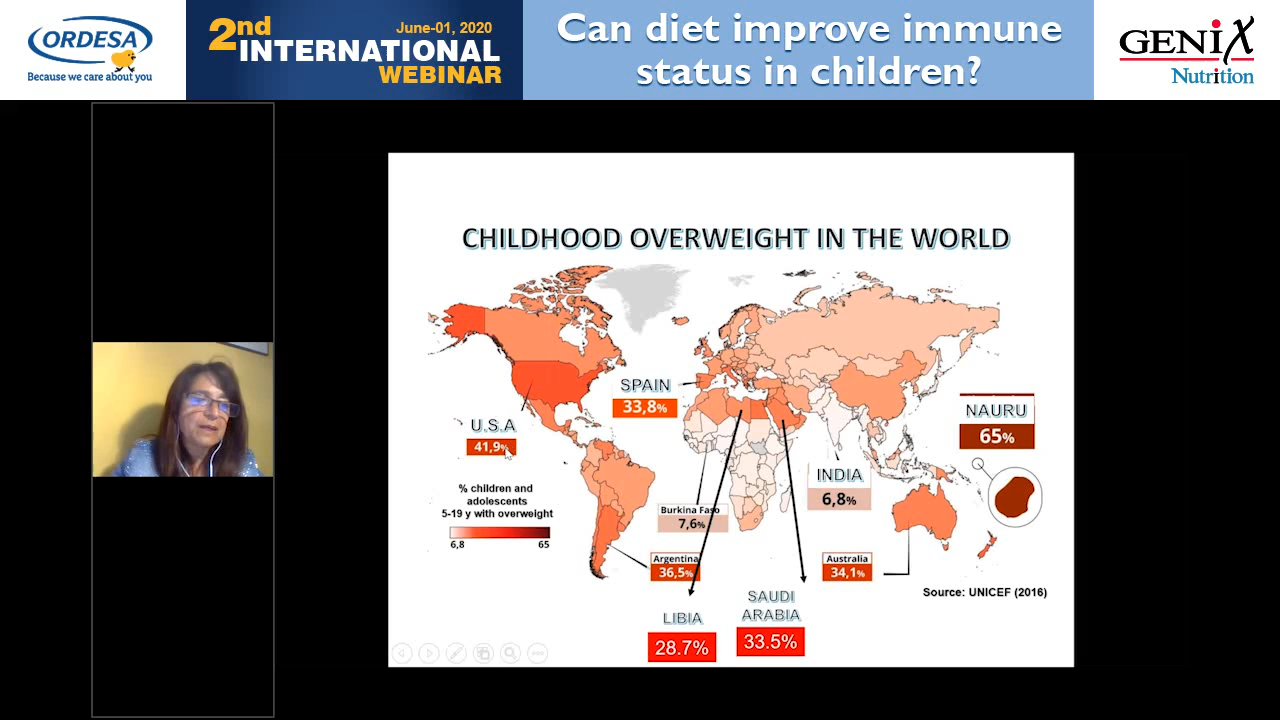 ORDESA
Because we care about you
2nd
June-01, 2020
INTERNATIONAL
WEBINAR
Can diet improve immune
status in children?
GENiX
Nutrition
CHILDHOOD OVERWEIGHT IN THE WORLD
SPAIN
33,8%
U.S.A
41,9%
NAURU
65%
INDIA
6,8%
% children and
adolescents
5-19 y with overweight
6,8 65
Burkina Faso
7,6%
Argentina
36,5%
Australia
34,1%
Source: UNICEF (2016)
LIBIA
28.7%
SAUDI
ARABIA
33.5%